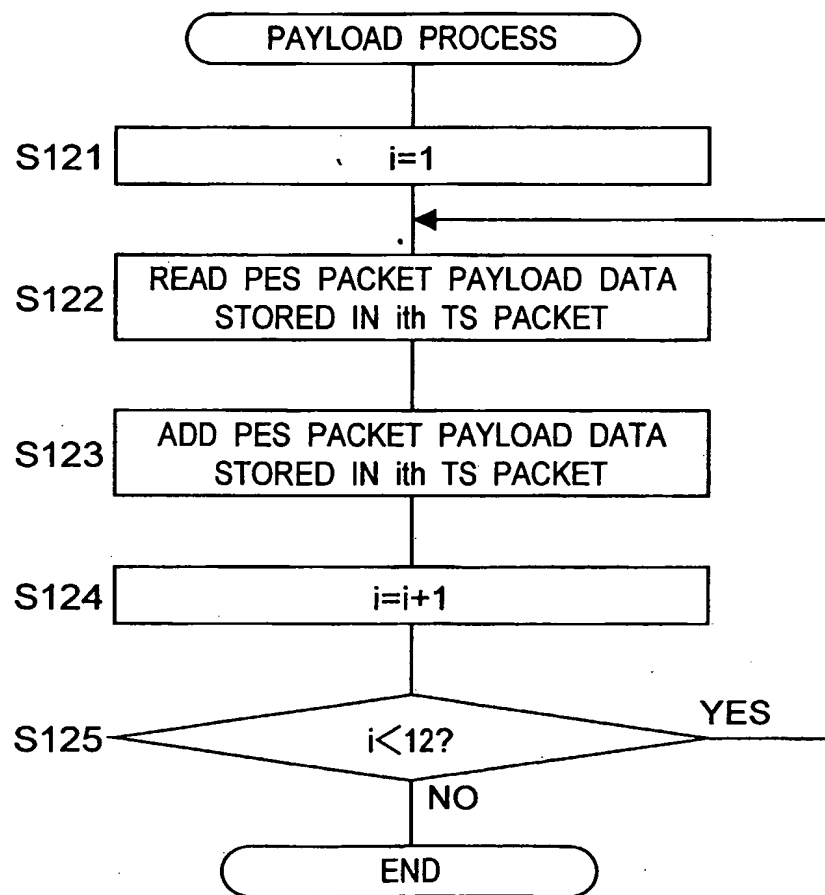 PAYLOAD PROCESS
S121
i=1
S122
READ PES PACKET PAYLOAD DATA
STORED IN ith TS PACKET
S123
ADD PES PACKET PAYLOAD DATA
STORED IN ith TS PACKET
S124
i=i+1
S125
i<12?
YES
NO
END